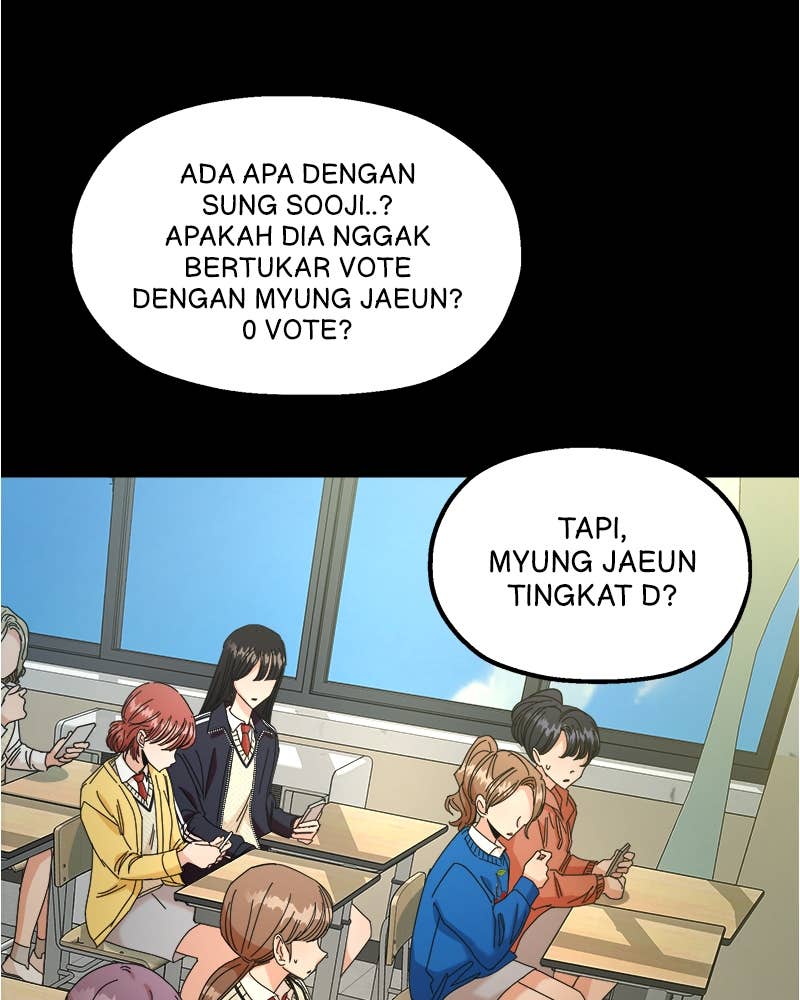 ADA APA DENGAN
SUNG SOOJI..?
APAKAH DIA NGGAK
BERTUKAR VOTE
DENGAN MYUNG JAEUN?
0 VOTE?
TAPI,
MYUNG JAEUN
TINGKAT D?